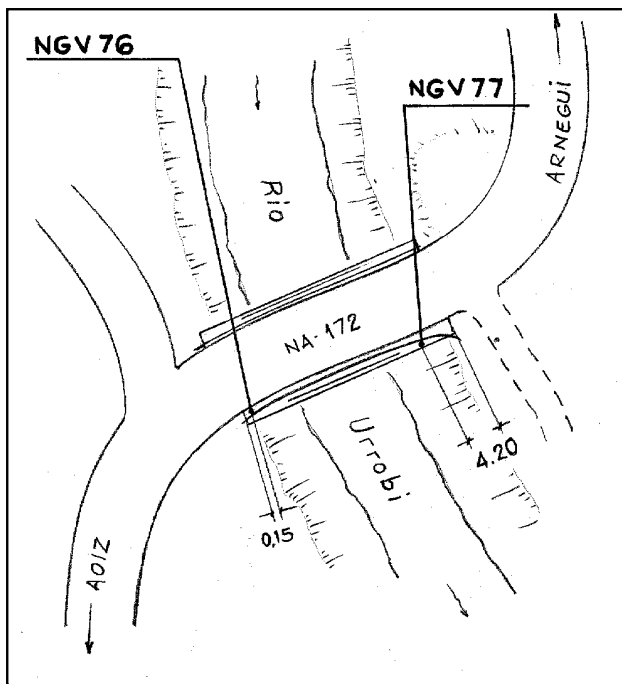 NGV 76
NGV 77
ARNEGUI
Rio
NA-172
Urrobi
4.20
0,15
AOIZ